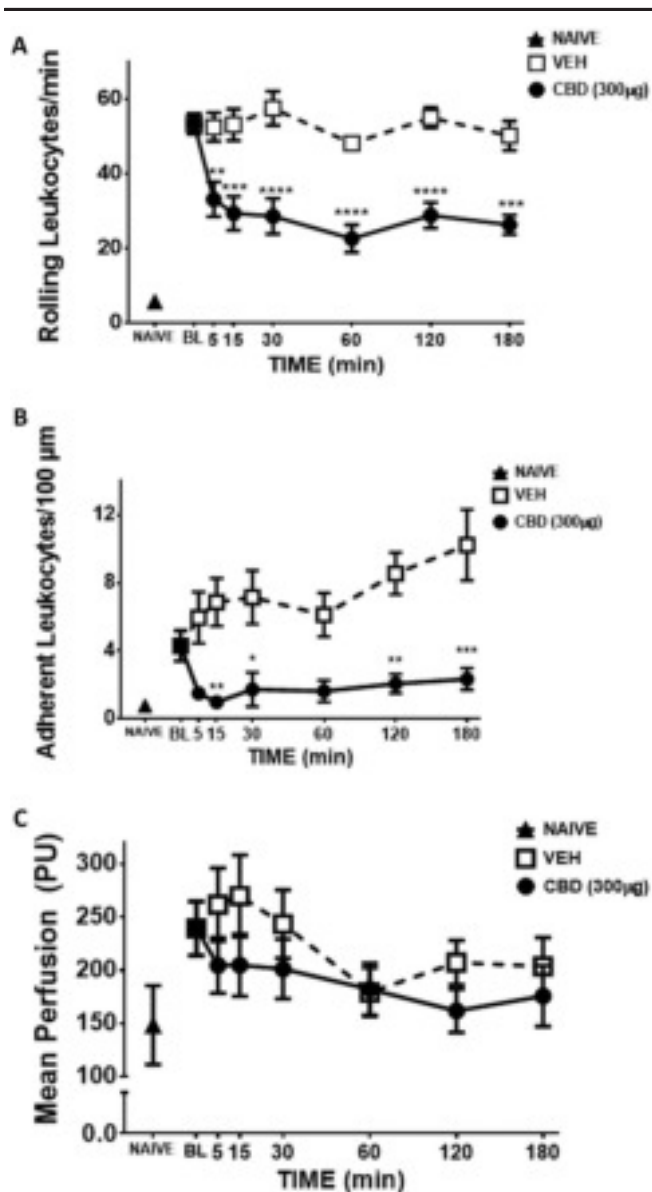 A
NAIVE
VEH
CBD (300µg)
Rolling Leukocytes/min
60
40
20
0
**
***
****
****
****
***
NAIVE BL 5 15 30 60 120 180
TIME (min)
B
NAIVE
VEH
CBD (300µg)
Adherent Leukocytes/100 µm
12
8
4
0
**
*
**
***
NAIVE BL 5 15 30 60 120 180
TIME (min)
C
NAIVE
VEH
CBD (300µg)
Mean Perfusion (PU)
300
250
200
150
100
0.0
NAIVE BL 5 15 30 60 120 180
TIME (min)